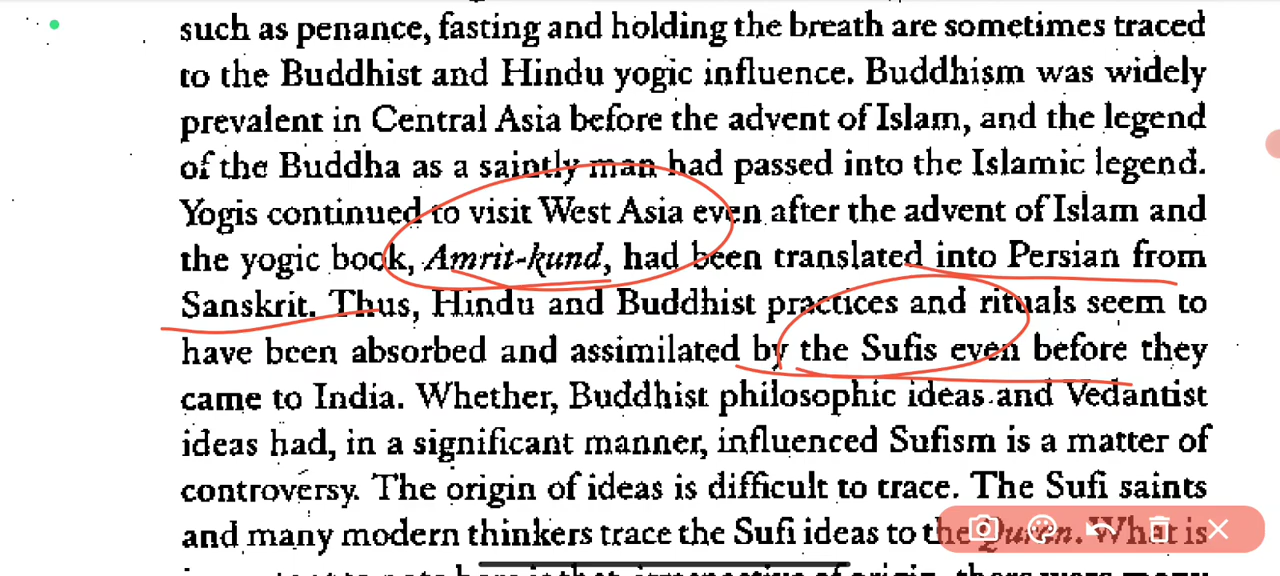 such as penance, fasting and holding the breath are sometimes traced
to the Buddhist and Hindu yogic influence. Buddhism was widely
prevalent in Central Asia before the advent of Islam, and the legend
of the Buddha as a saintly man had passed into the Islamic legend.
Yogis continued to visit West Asia even after the advent of Islam and
the yogic book, Amrit-kund, had been translated into Persian from
Sanskrit. Thus, Hindu and Buddhist practices and rituals seem to
have been absorbed and assimilated by the Sufis even before they
came to India. Whether, Buddhist philosophic ideas and Vedantist
ideas had, in a significant manner, influenced Sufism is a matter of
controversy. The origin of ideas is difficult to trace. The Sufi saints
and many modern thinkers trace the Sufi ideas to the Quran. What is